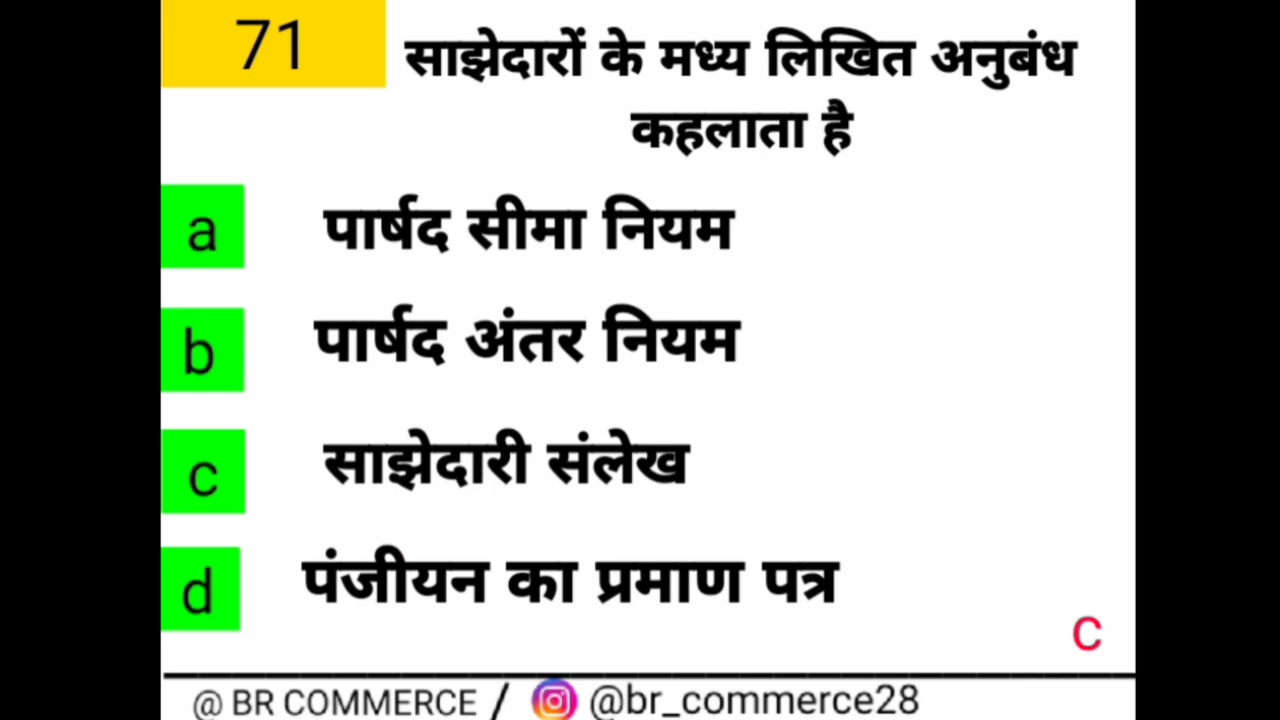 71
साझेदारों के मध्य लिखित अनुबंध
कहलाता है
a पार्षद सीमा नियम
b पार्षद अंतर नियम
c साझेदारी संलेख
d पंजीयन का प्रमाण पत्र
c
@ BR COMMERCE / @br_commerce28